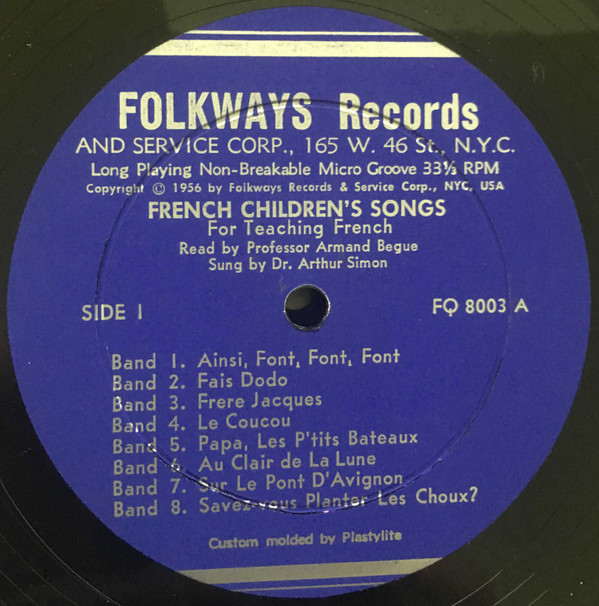 FOLKWAYS Records
AND SERVICE CORP., 165 W. 46 St., N.Y.C.
Long Playing Non-Breakable Micro Groove 33⅓ RPM
Copyright © 1956 by Folkways Records & Service Corp., NYC, USA
FRENCH CHILDREN'S SONGS
For Teaching French
Read by Professor Armand Begue
Sung by Dr. Arthur Simon
SIDE I FQ 8003 A
Band 1. Ainsi, Font, Font, Font
Band 2. Fais Dodo
Band 3. Frere Jacques
Band 4. Le Coucou
Band 5. Papa, Les P'tits Bateaux
Band 6. Au Clair de La Lune
Band 7. Sur Le Pont D'Avignon
Band 8. Savez-vous Planter Les Choux?
Custom molded by Plastylite